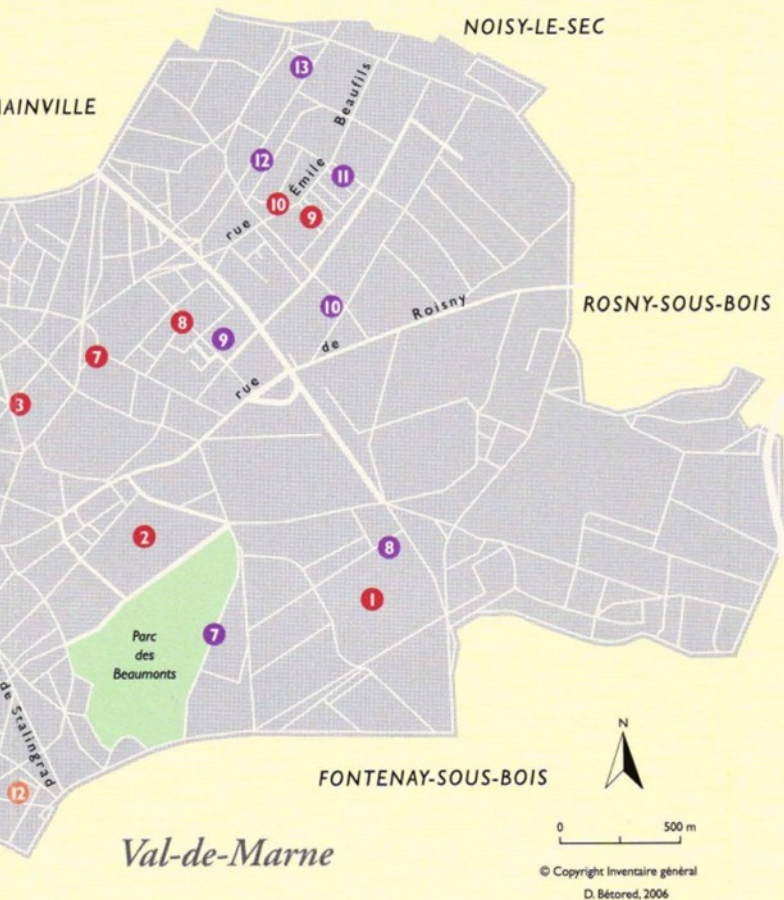 NOISY-LE-SEC
13
Beaufils
AINVILLE
12
11
Émile
10
9
rue
10
Roisny
ROSNY-SOUS-BOIS
8
9
de
7
rue
3
2
8
1
Parc
des
Beaumonts
7
de Stalingrad
N
FONTENAY-SOUS-BOIS
12
0 500 m
Val-de-Marne
© Copyright Inventaire général
D. Bétored, 2006